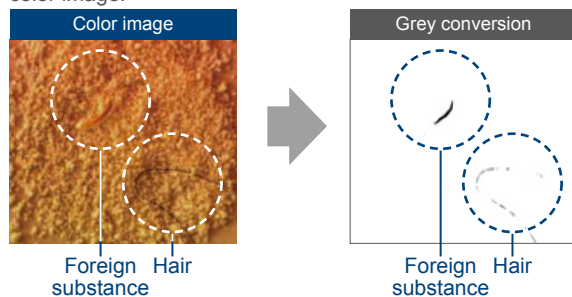 color image.
Color image
Grey conversion
Foreign substance
Hair
Foreign substance
Hair